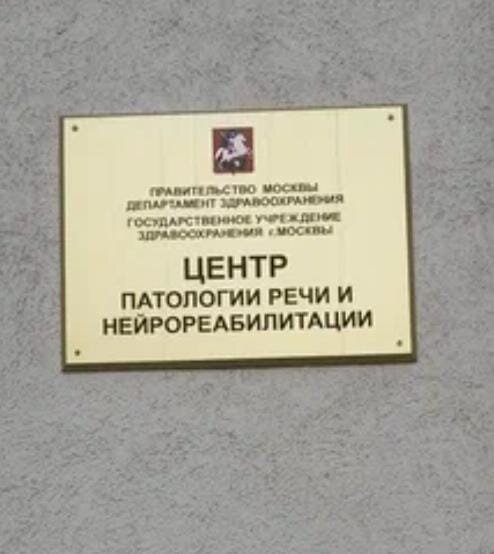 ПРАВИТЕЛЬСТВО МОСКВЫ
ДЕПАРТАМЕНТ ЗДРАВООХРАНЕНИЯ
ГОСУДАРСТВЕННОЕ УЧРЕЖДЕНИЕ
ЗДРАВООХРАНЕНИЯ г.МОСКВЫ
ЦЕНТР
ПАТОЛОГИИ РЕЧИ И
НЕЙРОРЕАБИЛИТАЦИИ